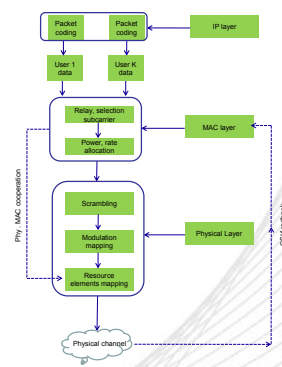 Packet coding
Packet coding
IP layer
User 1 data
User K data
Relay, selection subcarrier
Power, rate allocation
MAC layer
Phy. MAC cooperation
Scrambling
Modulation mapping
Resource elements mapping
Physical Layer
Physical channel